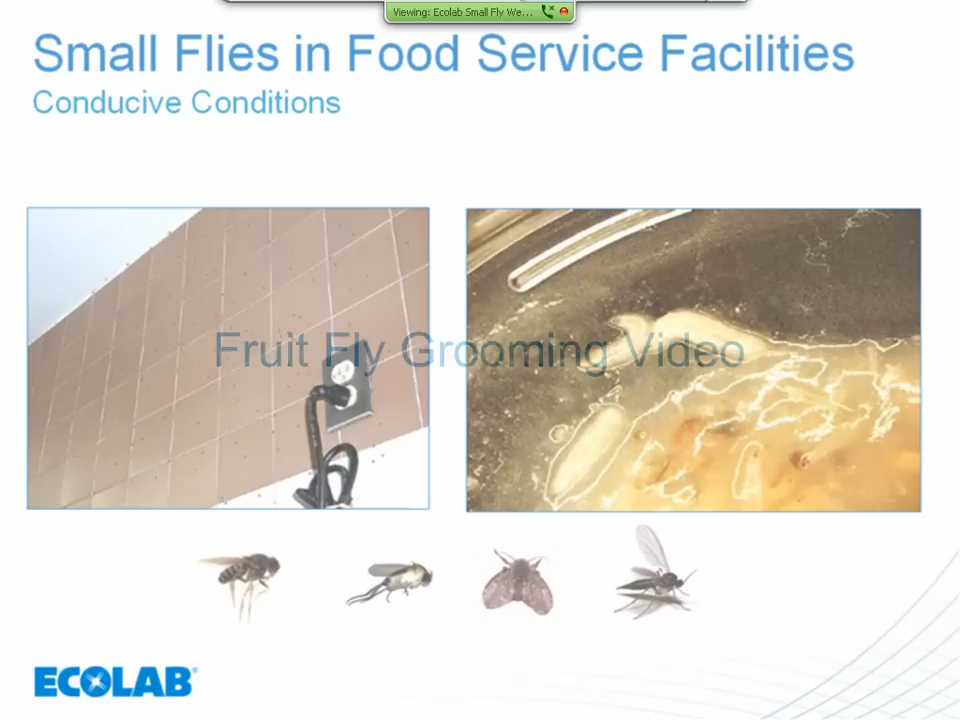 Viewing: Ecolab Small Fly We...
Small Flies in Food Service Facilities
Conducive Conditions
Fruit Fly Grooming Video
ECOLAB®